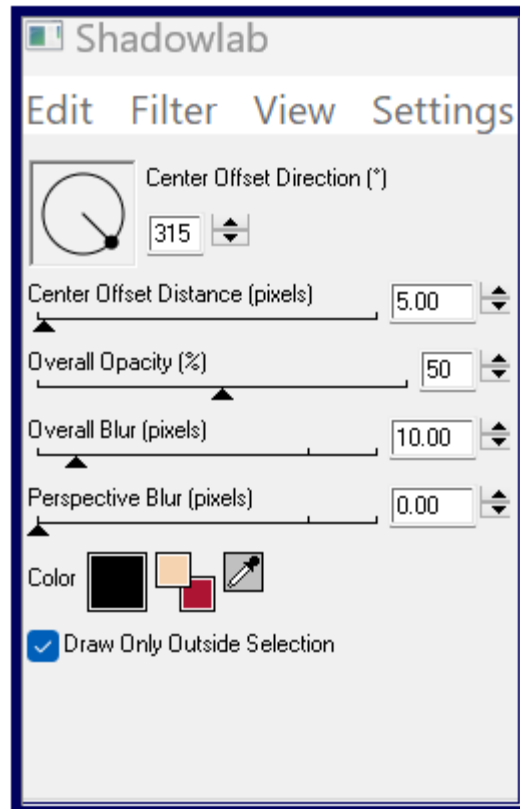 Shadowlab
Edit Filter View Settings
Center Offset Direction (°)
315
Center Offset Distance (pixels)
5.00
Overall Opacity (%)
50
Overall Blur (pixels)
10.00
Perspective Blur (pixels)
0.00
Color
Draw Only Outside Selection